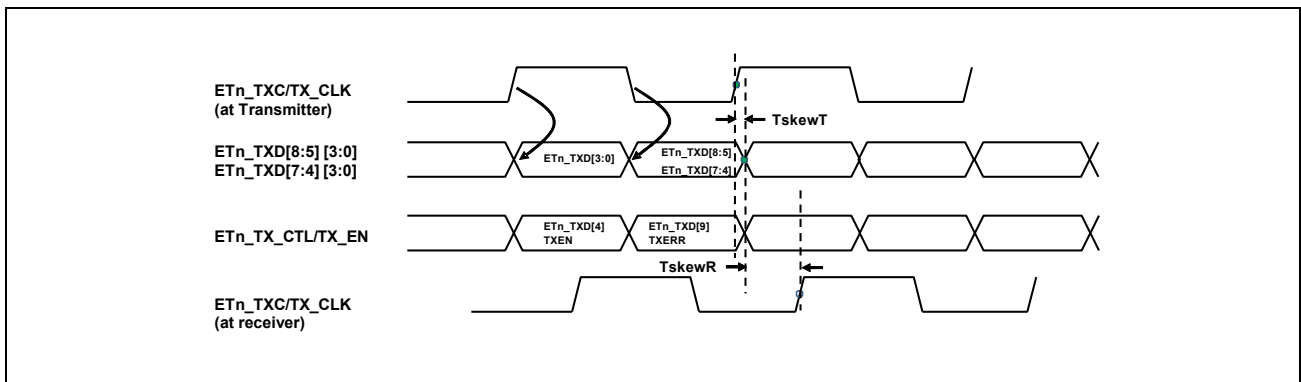 ETn_TXC/TX_CLK
(at Transmitter)
TskewT
ETn_TXD[8:5] [3:0]
ETn_TXD[7:4] [3:0]
ETn_TXD[3:0]
ETn_TXD[8:5]
ETn_TXD[7:4]
ETn_TX_CTL/TX_EN
ETn_TXD[4]
TXEN
ETn_TXD[9]
TXERR
TskewR
ETn_TXC/TX_CLK
(at receiver)